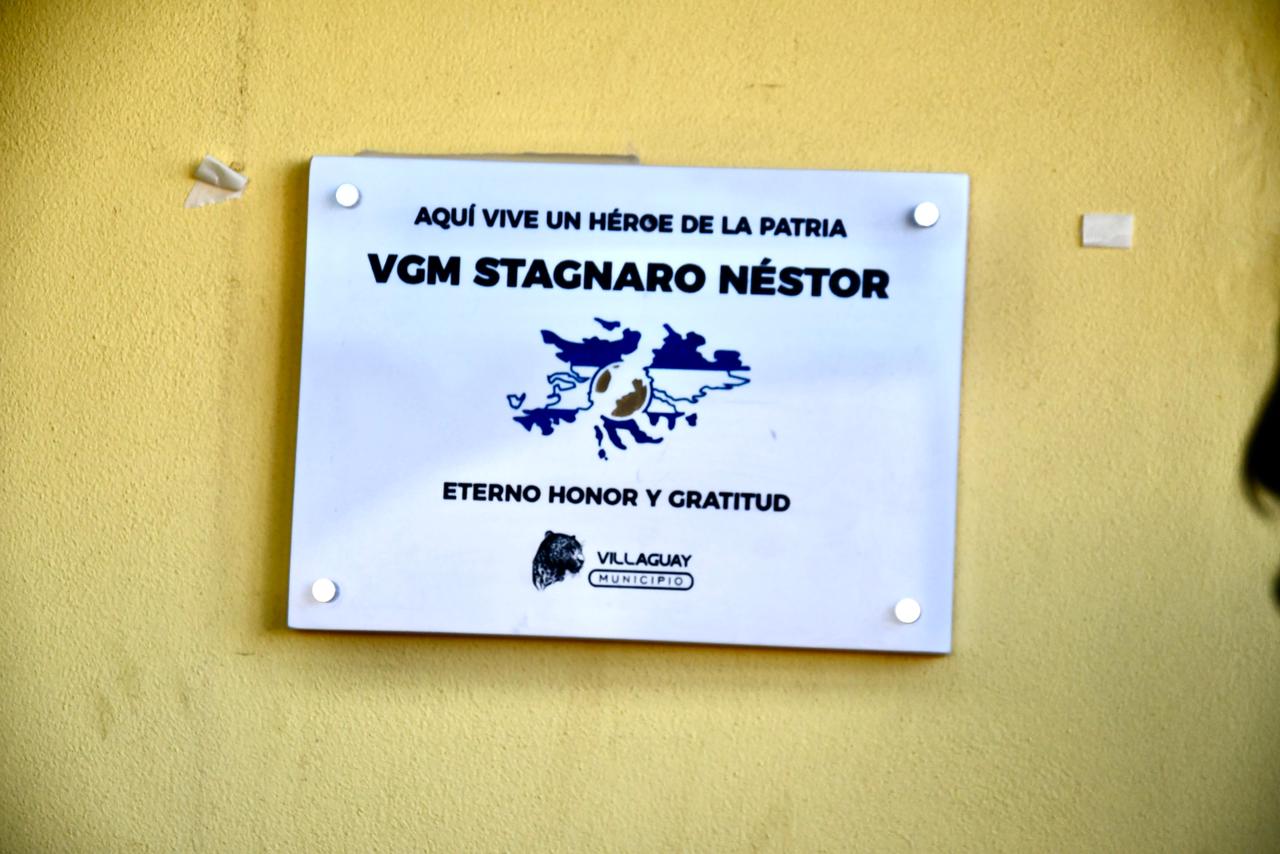 AQUÍ VIVE UN HÉROE DE LA PATRIA
VGM STAGNARO NÉSTOR
ETERNO HONOR Y GRATITUD
VILLAGUAY
MUNICIPIO